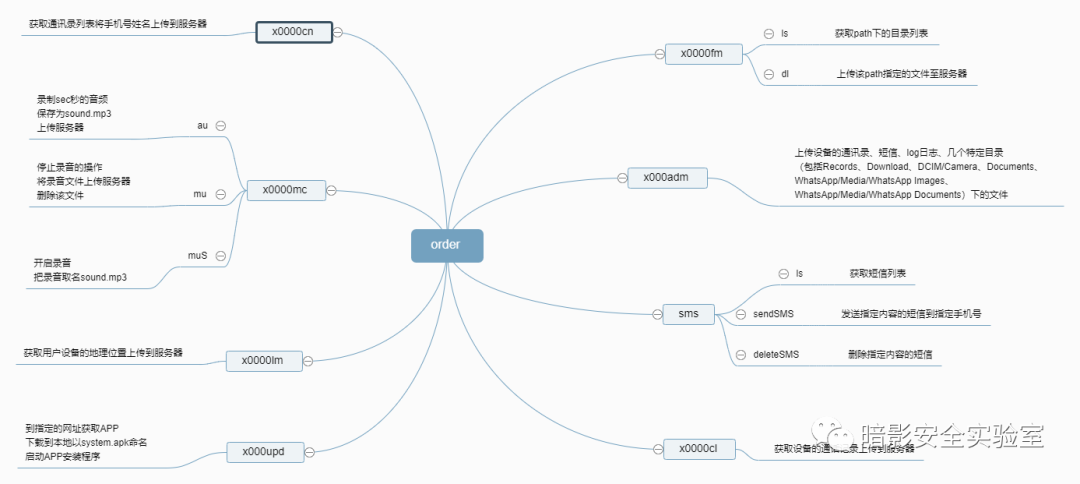 获取通讯录列表将手机号姓名上传到服务器
x0000cn
录制sec秒的音频
保存为sound.mp3
上传服务器
au
停止录音的操作
将录音文件上传服务器
删除该文件
mu
开启录音
把录音取名sound.mp3
muS
x0000mc
获取用户设备的地理位置上传到服务器
x0000lm
到指定的网址获取APP
下载到本地以system.apk命名
启动APP安装程序
x000upd
order
x0000fm
ls
获取path下的目录列表
dl
上传该path指定的文件至服务器
x000adm
上传设备的通讯录、短信、log日志、几个特定目录
（包括Records、Download、DCIM/Camera、Documents、
WhatsApp/Media/WhatsApp Images、
WhatsApp/Media/WhatsApp Documents）下的文件
sms
ls
获取短信列表
sendSMS
发送指定内容的短信到指定手机号
deleteSMS
删除指定内容的短信
x0000cl
获取设备的通话记录上传到服务器
暗影安全实验室